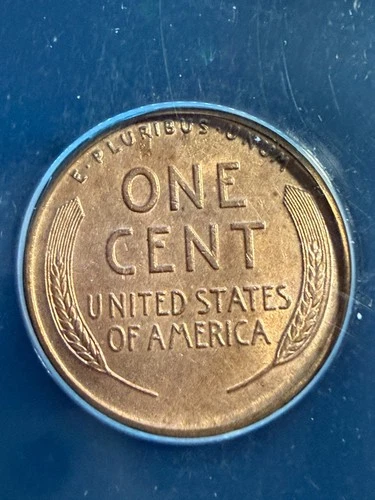 E·PLURIBUS·UNUM
ONE
CENT
UNITED STATES
OF AMERICA